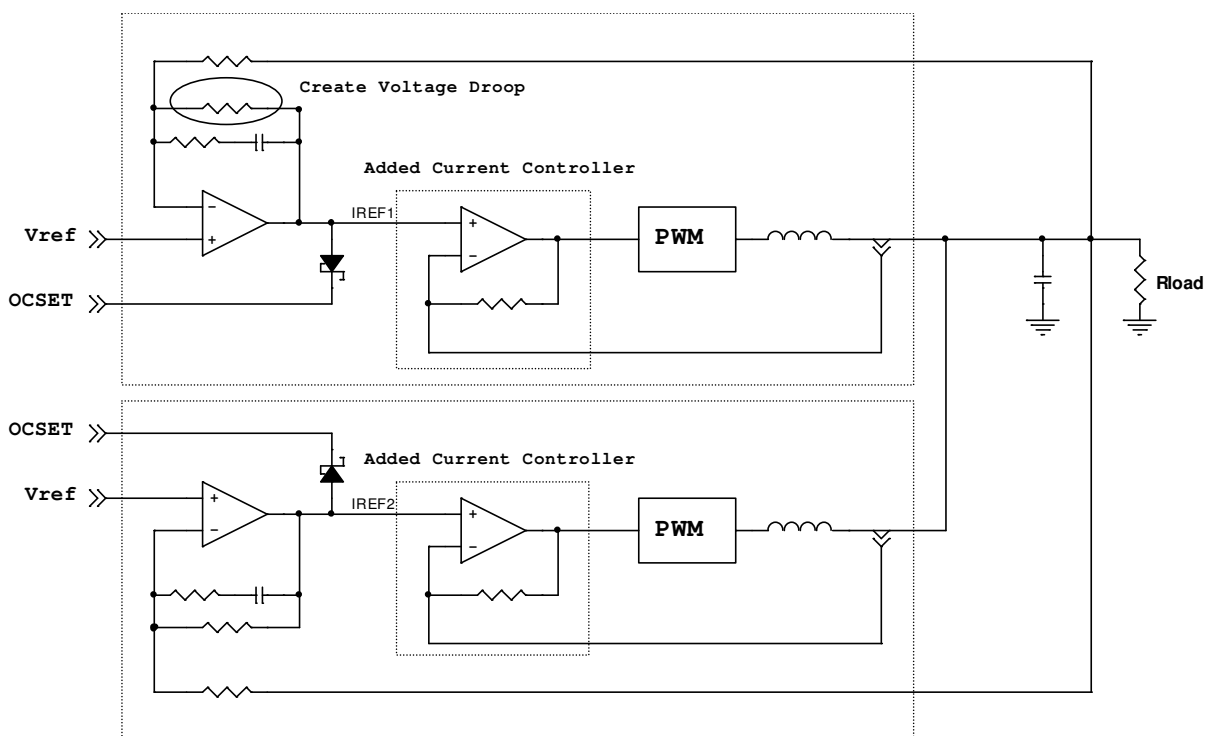 Create Voltage Droop
Added Current Controller
IREF1
Vref
OCSET
PWM
Rload
OCSET
Added Current Controller
Vref
IREF2
PWM